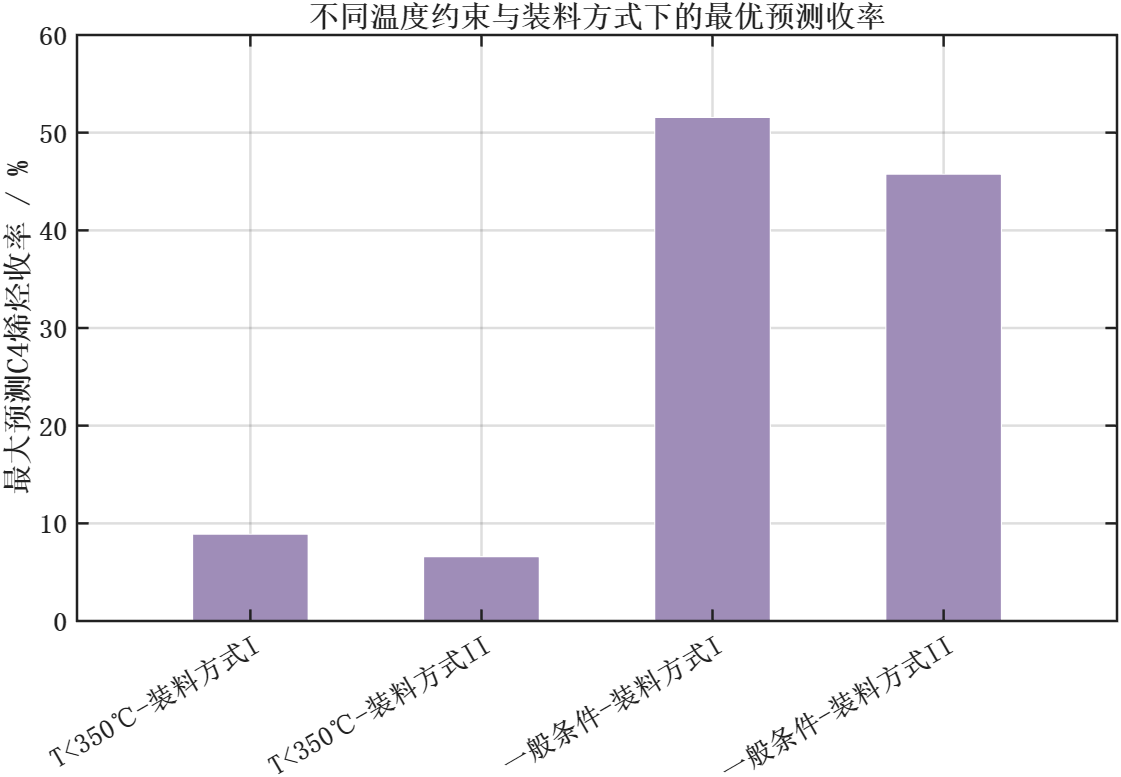 不同温度约束与装料方式下的最优预测收率
最大预测C4烯烃收率 / %
60
50
40
30
20
10
0
T<350℃-装料方式I
T<350℃-装料方式II
一般条件-装料方式I
一般条件-装料方式II